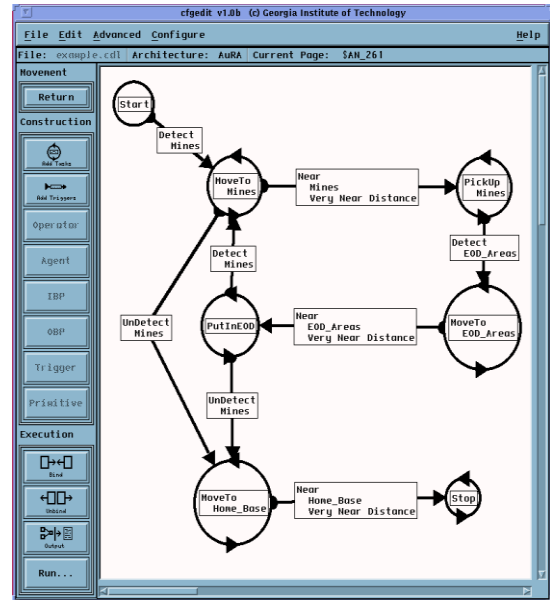 cfgedit v1.0b (c) Georgia Institute of Technology
File Edit Advanced Configure Help
File: example.cdl Architecture: AuRA Current Page: $AN_261
Movement
Return
Construction
Add Tasks
Add Triggers
Operator
Agent
IBP
OBP
Trigger
Primitive
Execution
Bind
Unbind
Output
Run...
Start
Detect
Mines
MoveTo
Mines
Near
Mines
Very Near Distance
PickUp
Mines
Detect
EOD_Areas
Detect
Mines
UnDetect
Mines
PutInEOD
Near
EOD_Areas
Very Near Distance
MoveTo
EOD_Areas
UnDetect
Mines
MoveTo
Home_Base
Near
Home_Base
Very Near Distance
Stop